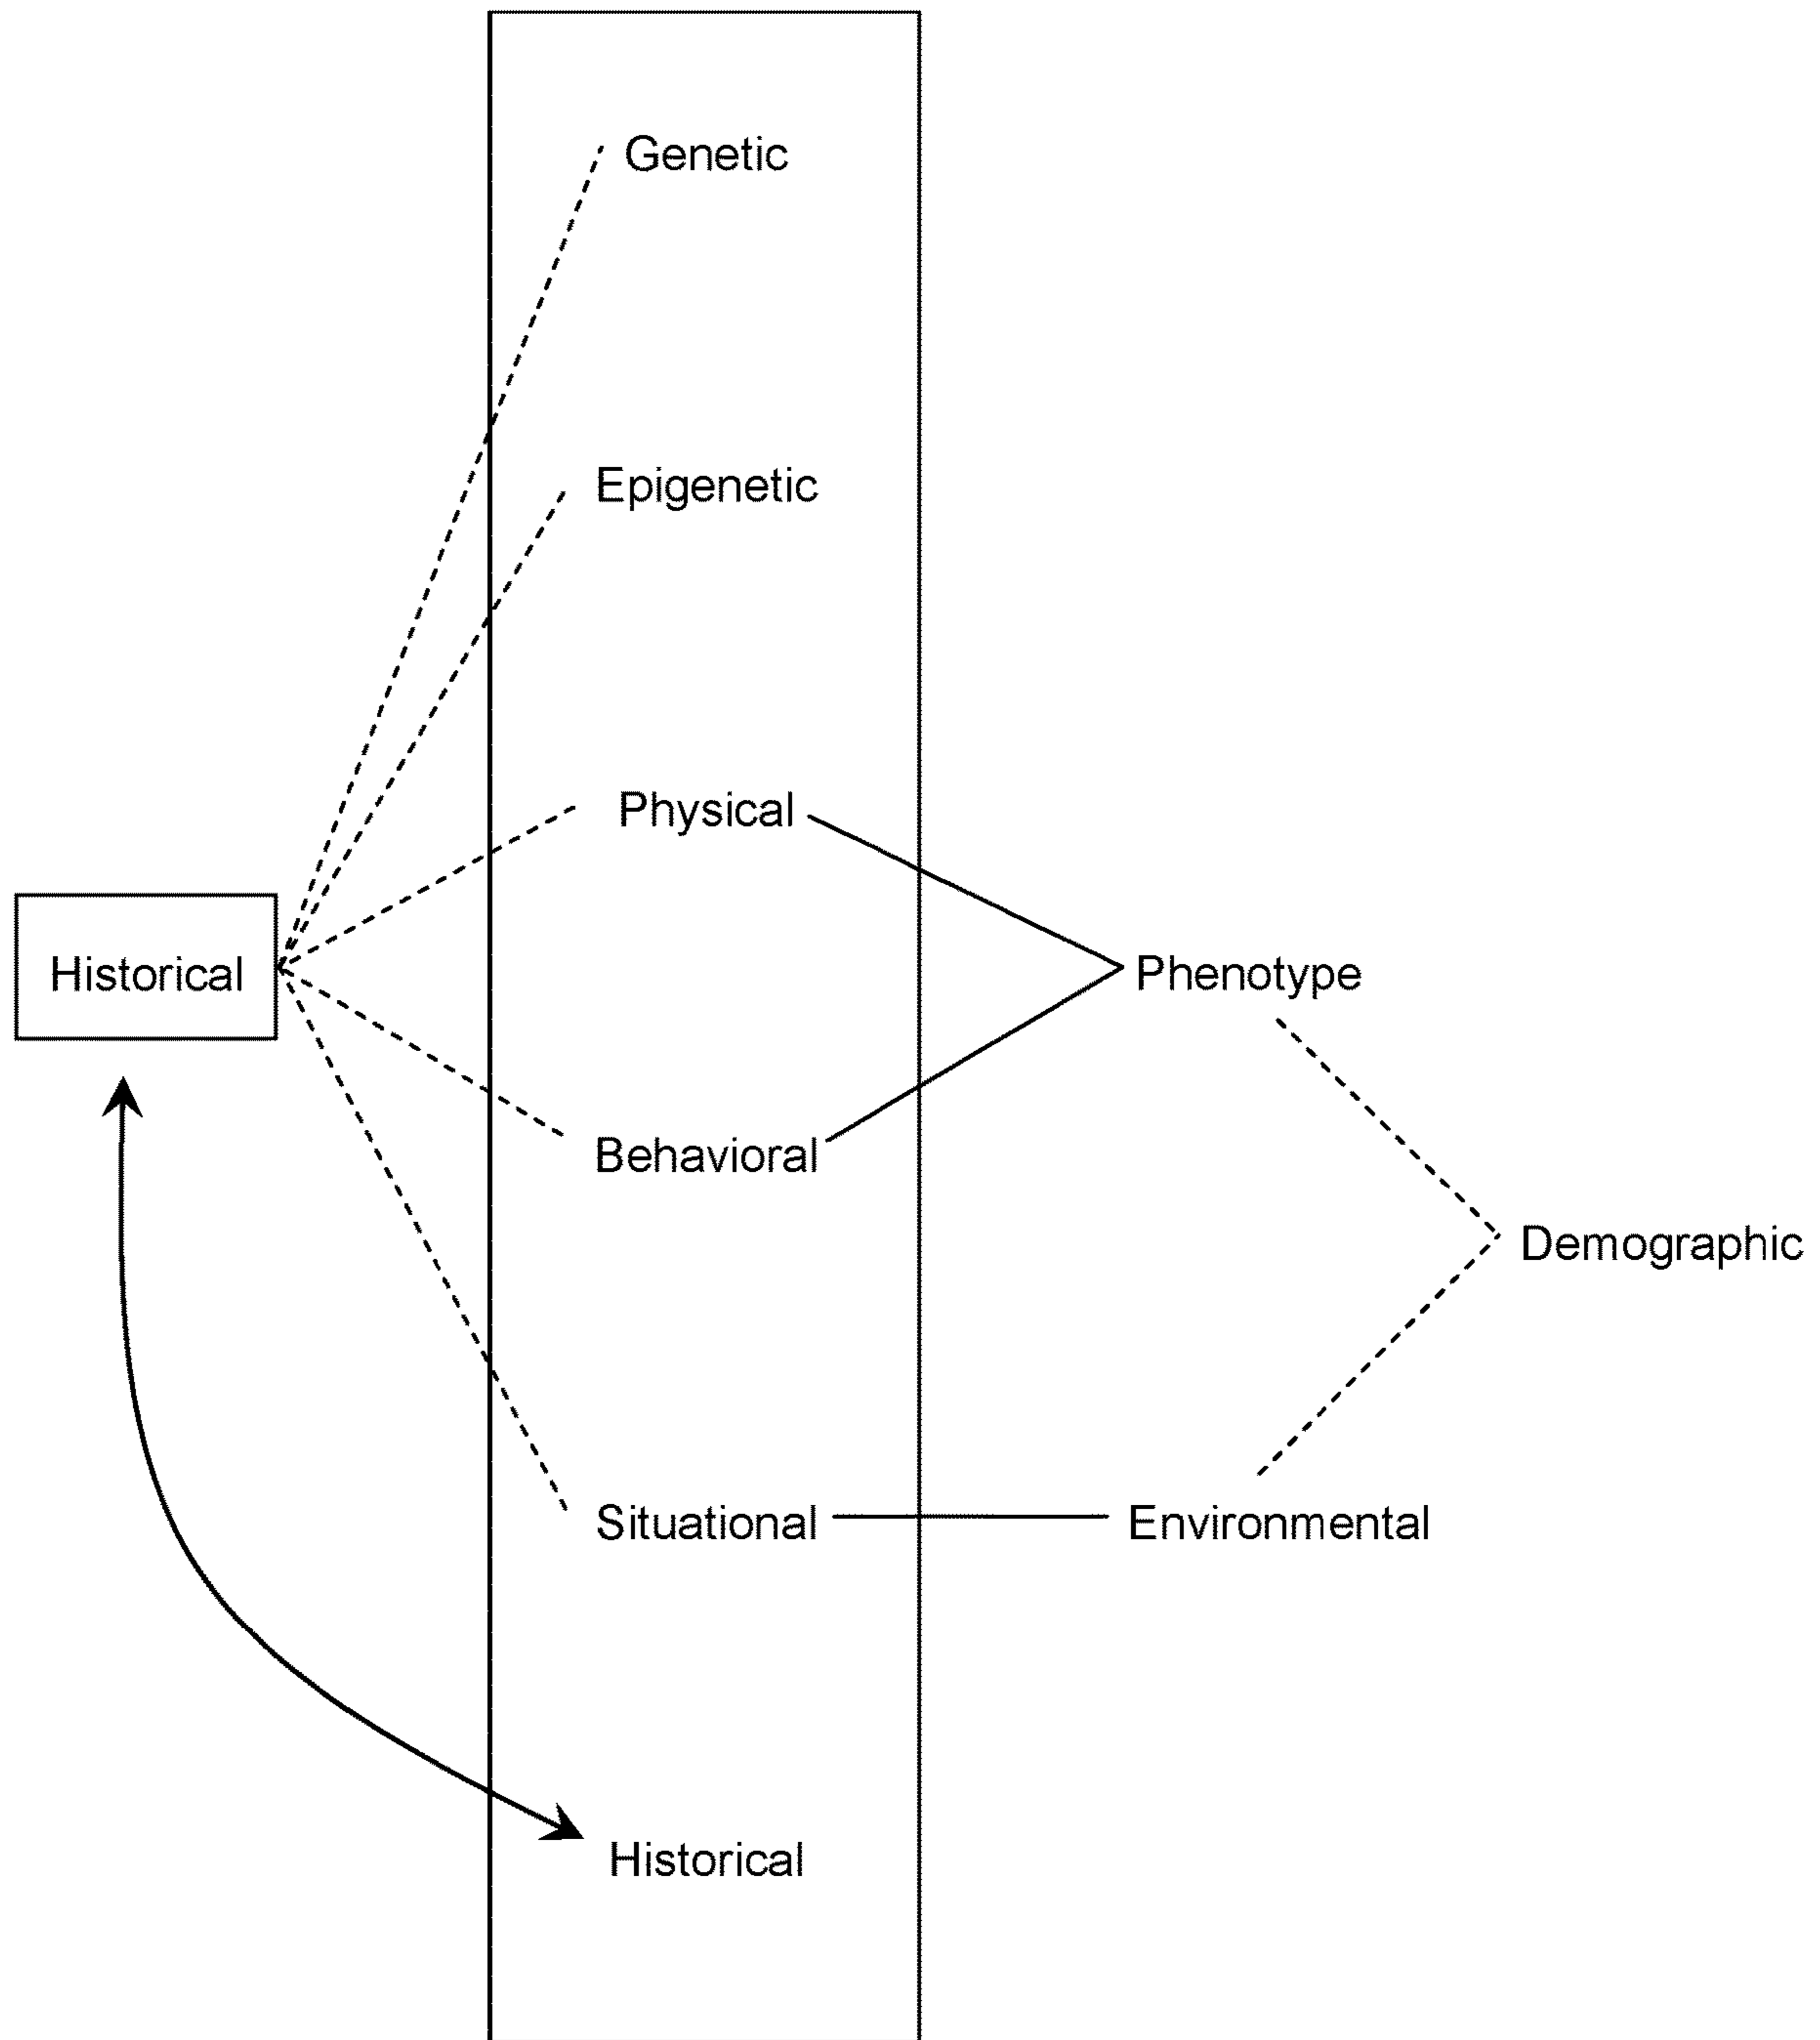 Genetic
Epigenetic
Physical
Historical
Phenotype
Behavioral
Demographic
Situational
Environmental
Historical